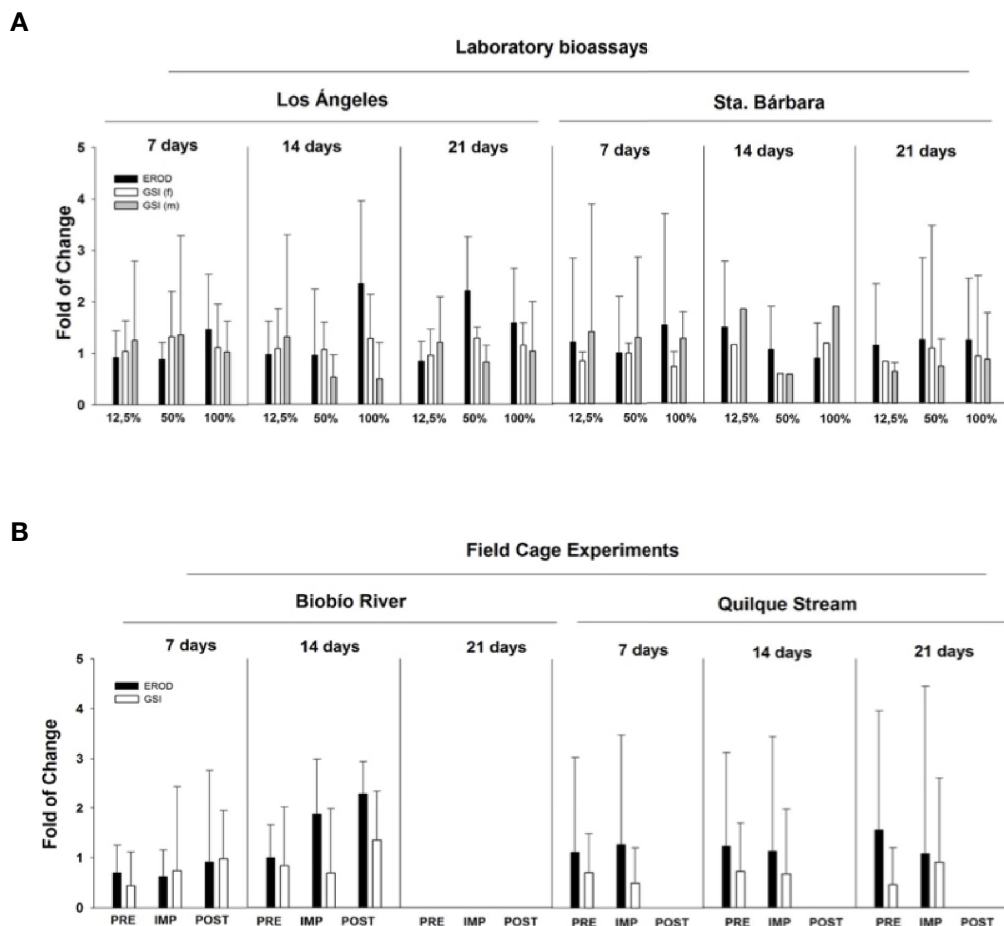 A
Laboratory bioassays
Los Ángeles
Sta. Bárbara
7 days
14 days
21 days
7 days
14 days
21 days
EROD
GSI (f)
GSI (m)
Fold of Change
5
4
3
2
1
0
12,5% 50% 100% 12,5% 50% 100% 12,5% 50% 100% 12,5% 50% 100% 12,5% 50% 100% 12,5% 50% 100%
B
Field Cage Experiments
Biobío River
Quilque Stream
7 days
14 days
21 days
7 days
14 days
21 days
EROD
GSI
Fold of Change
5
4
3
2
1
0
PRE IMP POST PRE IMP POST PRE IMP POST PRE IMP POST PRE IMP POST PRE IMP POST